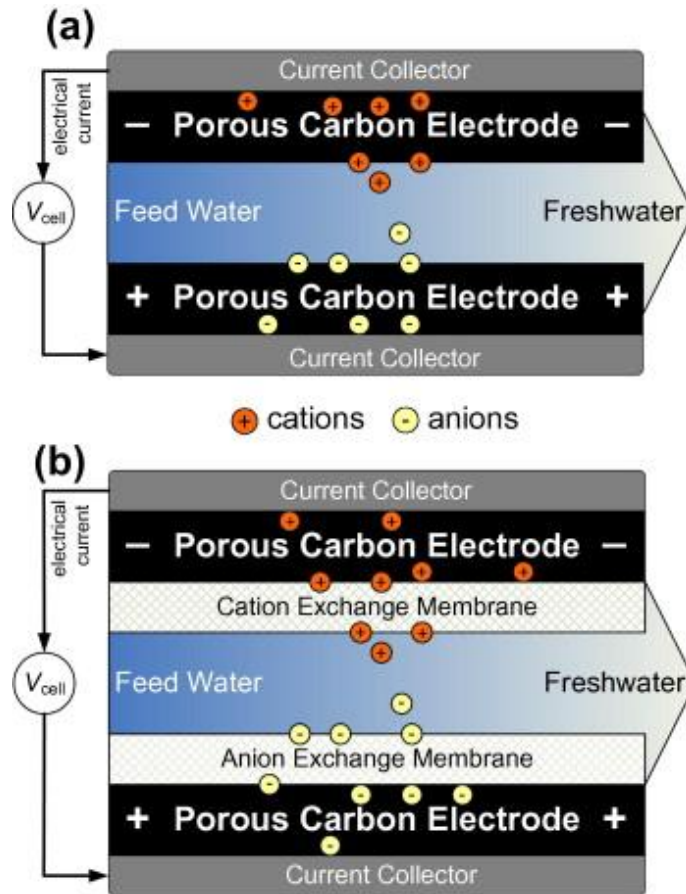 (a)
Current Collector
electrical
current
− Porous Carbon Electrode −
+ + + +
+ +
+
Vcell
Feed Water Freshwater
-
- - -
+ Porous Carbon Electrode +
- - -
Current Collector
+ cations - anions
(b)
Current Collector
electrical
current
+ +
− Porous Carbon Electrode −
+ +
+ +
Cation Exchange Membrane
+ +
+
Vcell
Feed Water Freshwater
-
- - -
Anion Exchange Membrane
-
- - -
+ Porous Carbon Electrode +
-
Current Collector